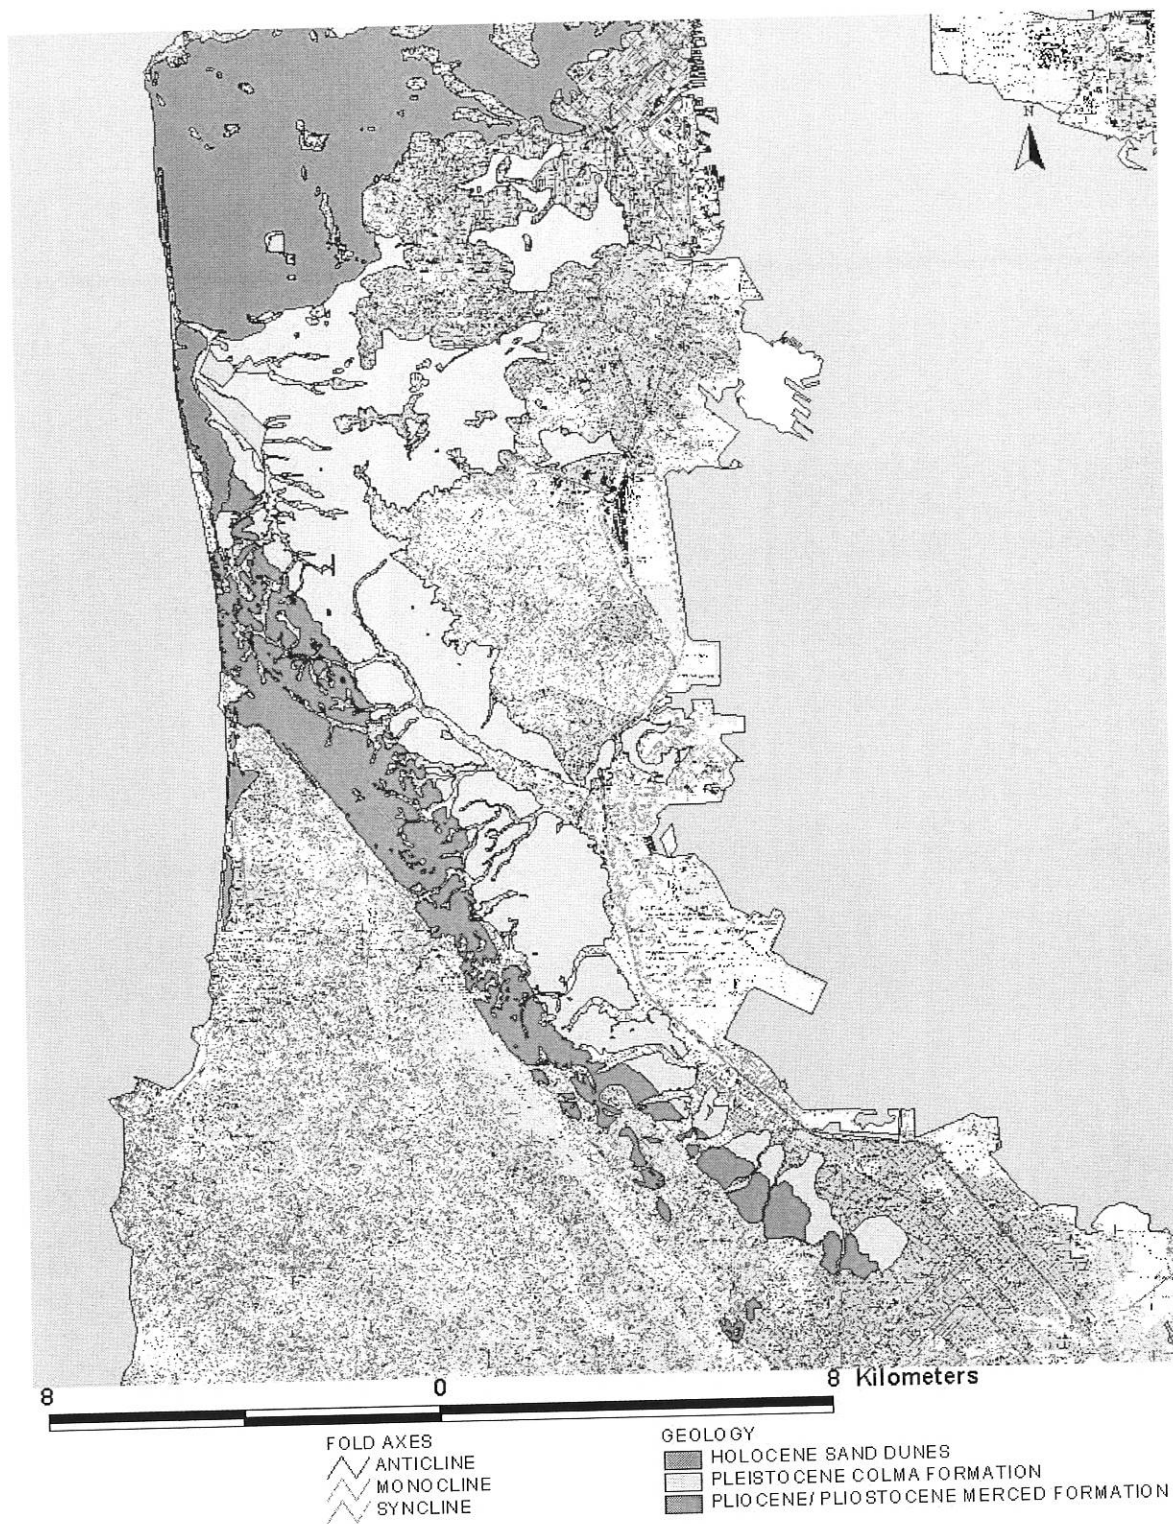 N
8 0 8 Kilometers
FOLD AXES
ANTICLINE
MONOCLINE
SYNCLINE
GEOLOGY
HOLOCENE SAND DUNES
PLEISTOCENE COLMA FORMATION
PLIOCENE/ PLIOSTOCENE MERCED FORMATION